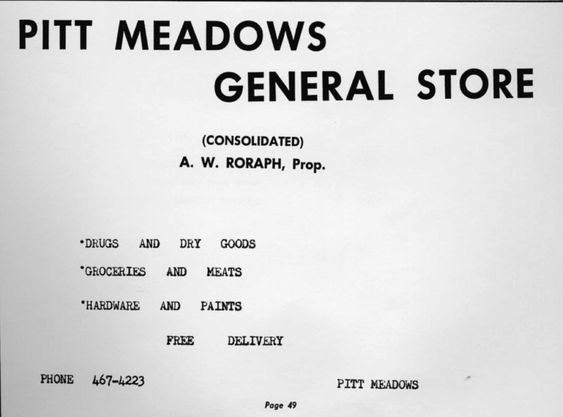 PITT MEADOWS
GENERAL STORE
(CONSOLIDATED)
A. W. RORAPH, Prop.
*DRUGS AND DRY GOODS
*GROCERIES AND MEATS
*HARDWARE AND PAINTS
FREE DELIVERY
PHONE 467-4223 PITT MEADOWS
Page 49